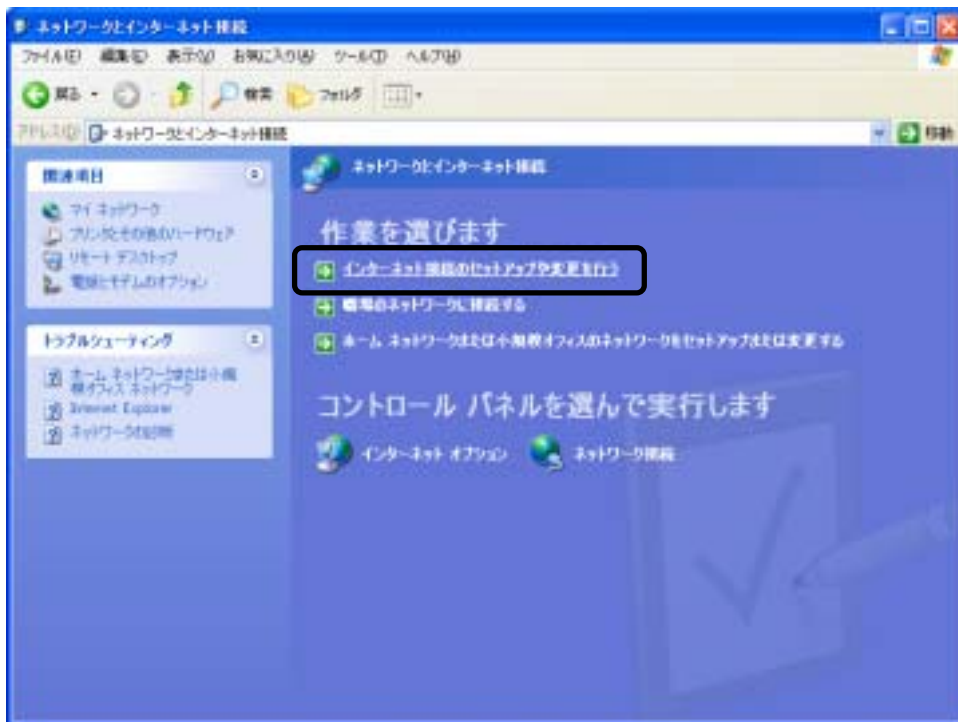 ネットワークとインターネット接続
ファイル(F) 編集(E) 表示(V) お気に入り(A) ツール(T) ヘルプ(H)
戻る 検索 フォルダ
アドレス(D) ネットワークとインターネット接続 移動
関連項目
マイ ネットワーク
プリンタとその他のハードウェア
リモート デスクトップ
電話とモデムのオプション
トラブルシューティング
ホーム ネットワークまたは小規
模オフィス ネットワーク
Internet Explorer
ネットワークの診断
ネットワークとインターネット接続
作業を選びます
インターネット接続のセットアップや変更を行う
職場のネットワークに接続する
ホーム ネットワークまたは小規模オフィスのネットワークをセットアップまたは変更する
コントロール パネルを選んで実行します
インターネット オプション ネットワーク接続